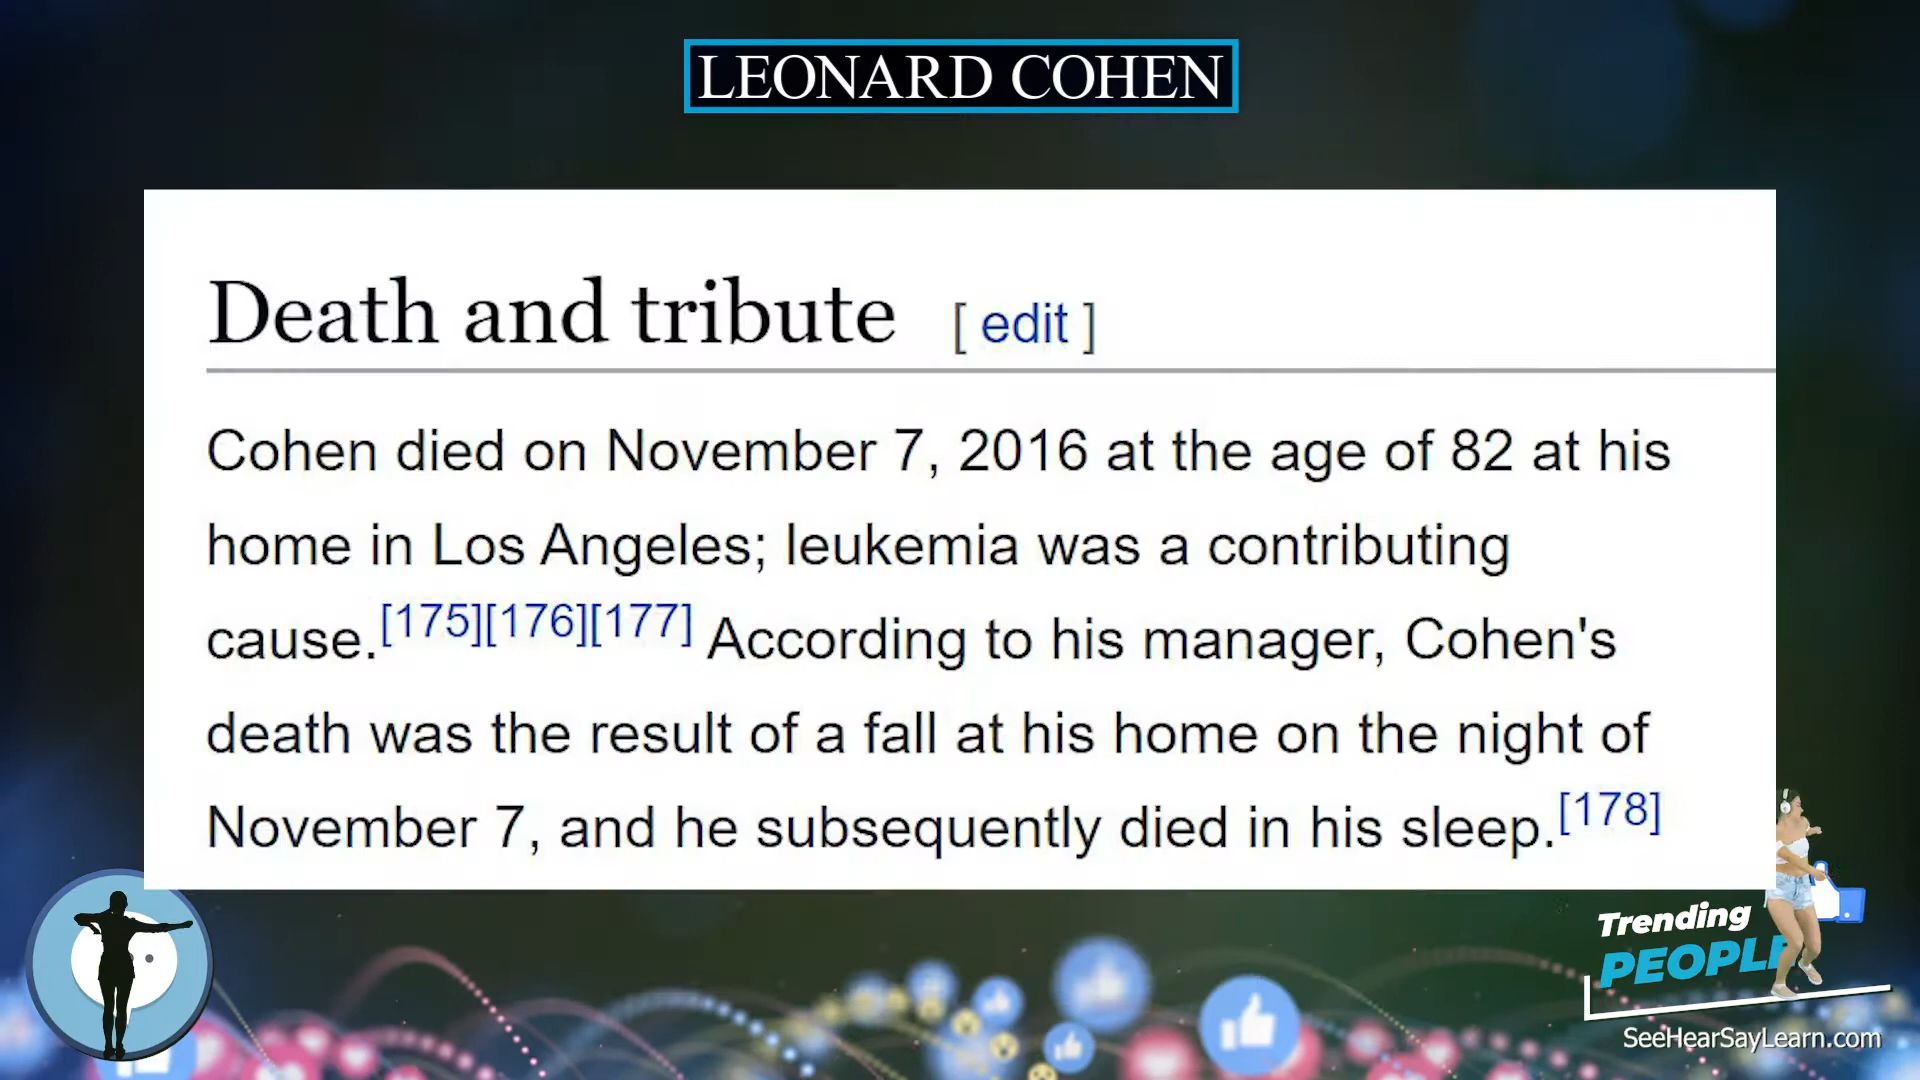 LEONARD COHEN
Death and tribute [ edit ]
Cohen died on November 7, 2016 at the age of 82 at his
home in Los Angeles; leukemia was a contributing
cause.[175][176][177] According to his manager, Cohen's
death was the result of a fall at his home on the night of
November 7, and he subsequently died in his sleep.[178]
Trending
PEOPLE
SeeHearSayLearn.com